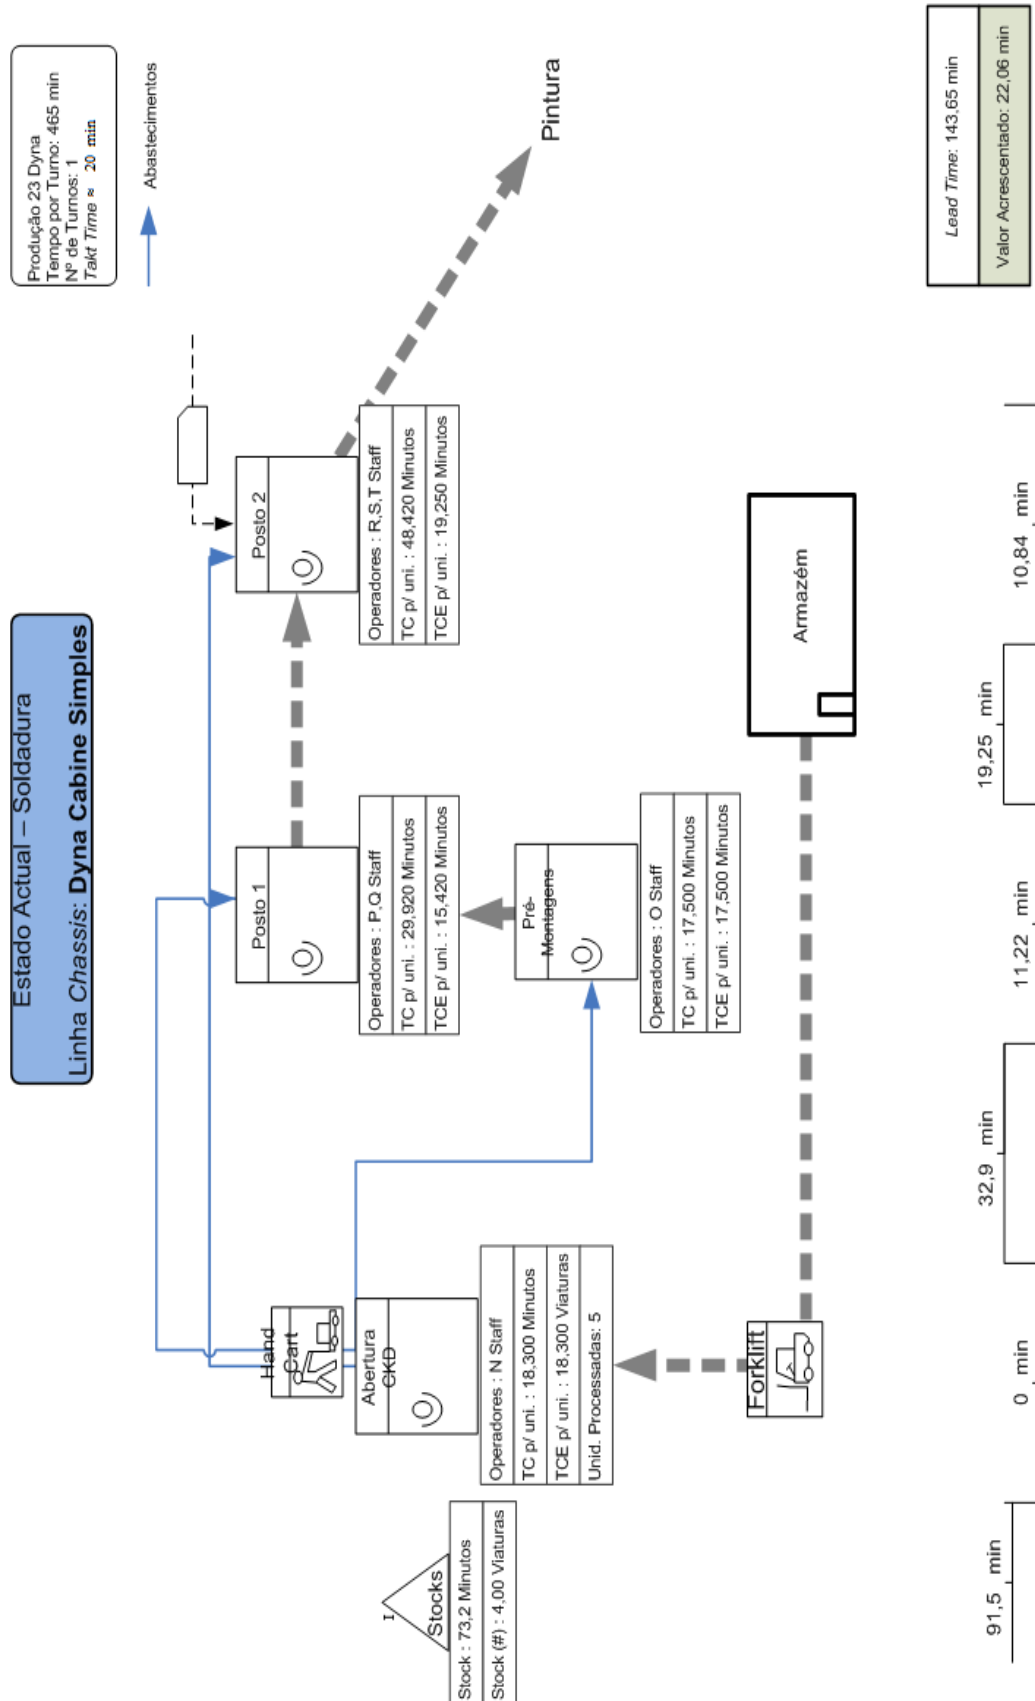 Estado Actual – Soldadura
Linha Chassis: Dyna Cabine Simples
Produção 23 Dyna
Tempo por Turno: 465 min
Nº de Turnos: 1
Takt Time ≈ 20 min
Abastecimentos
Hand
Cart
Abertura
CKD
Operadores : N Staff
TC p/ uni. : 18,300 Minutos
TCE p/ uni. : 18,300 Viaturas
Unid. Processadas: 5
I
Stocks
Stock : 73,2 Minutos
Stock (#) : 4,00 Viaturas
Posto 1
Operadores : P,Q Staff
TC p/ uni. : 29,920 Minutos
TCE p/ uni. : 15,420 Minutos
Posto 2
Operadores : R,S,T Staff
TC p/ uni. : 48,420 Minutos
TCE p/ uni. : 19,250 Minutos
Pintura
Pré-
Montagens
Operadores : O Staff
TC p/ uni. : 17,500 Minutos
TCE p/ uni. : 17,500 Minutos
Forklift
Armazém
91,5 min
0 min
32,9 min
11,22 min
19,25 min
10,84 min
Lead Time: 143,65 min
Valor Acrescentado: 22,06 min